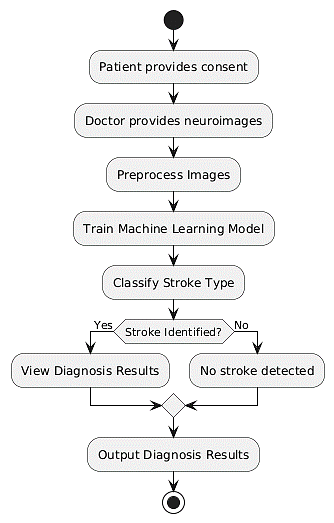 Patient provides consent
Doctor provides neuroimages
Preprocess Images
Train Machine Learning Model
Classify Stroke Type
Yes
Stroke Identified?
No
View Diagnosis Results
No stroke detected
Output Diagnosis Results